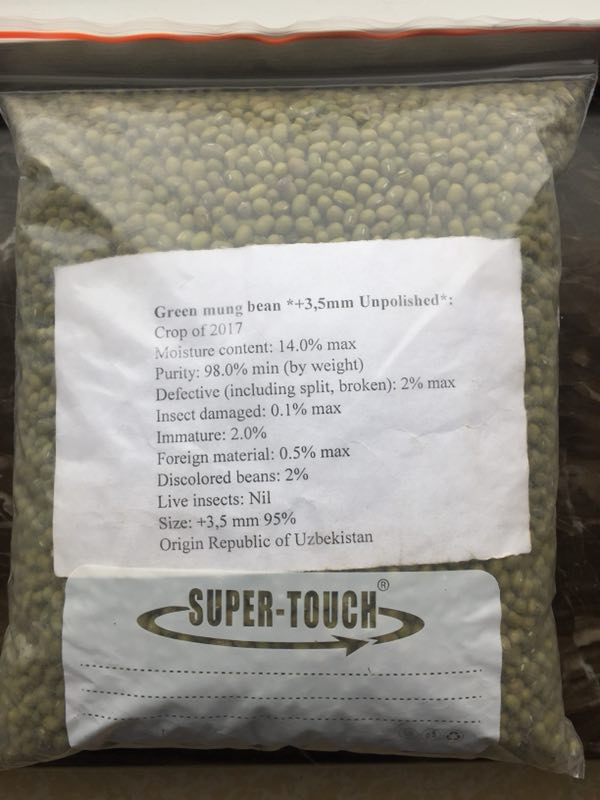 Green mung bean *+3,5mm Unpolished*:
Crop of 2017
Moisture content: 14.0% max
Purity: 98.0% min (by weight)
Defective (including split, broken): 2% max
Insect damaged: 0.1% max
Immature: 2.0%
Foreign material: 0.5% max
Discolored beans: 2%
Live insects: Nil
Size: +3,5 mm 95%
Origin Republic of Uzbekistan
SUPER-TOUCH®